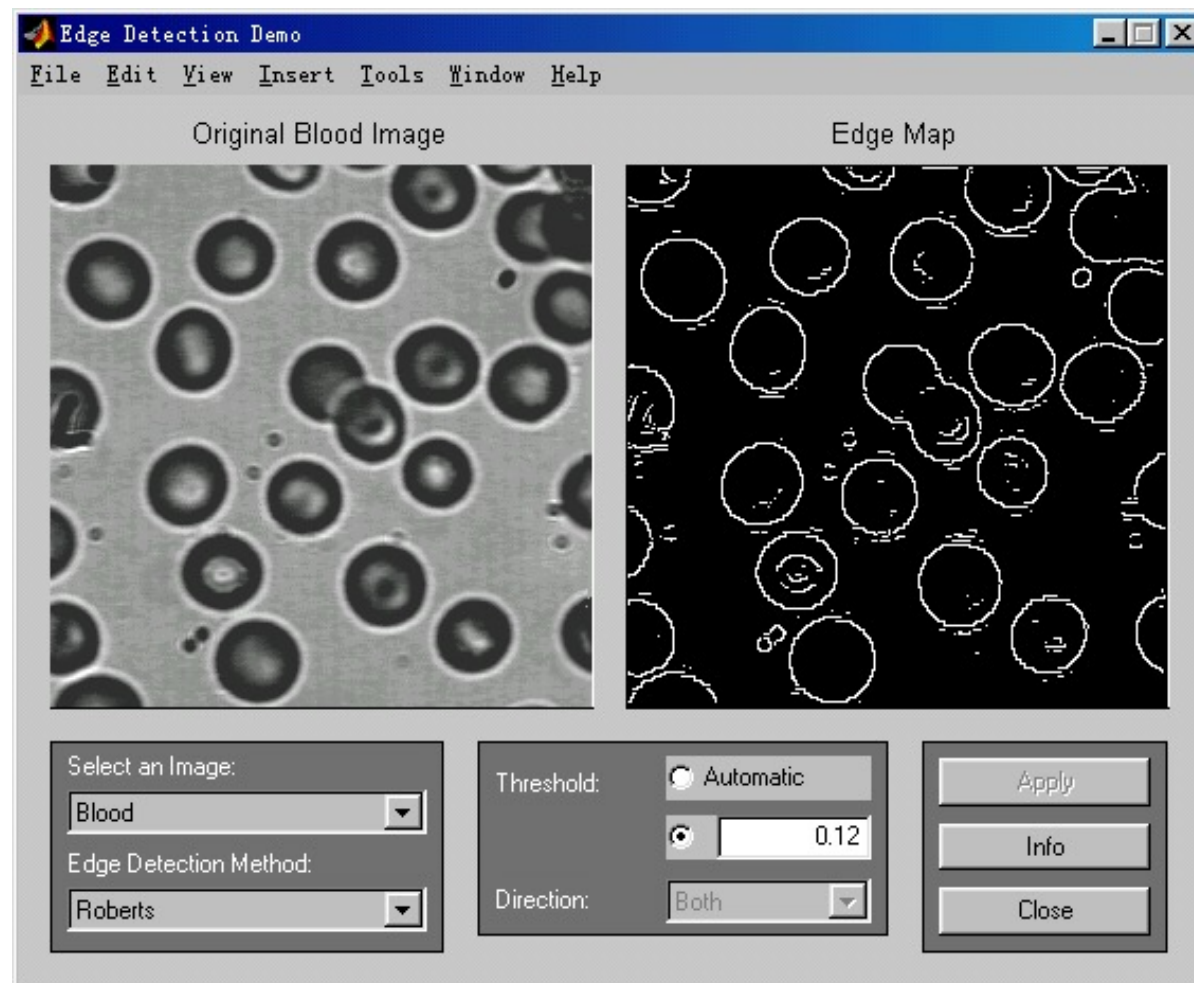 Edge Detection Demo
File Edit View Insert Tools Window Help
Original Blood Image
Edge Map
Select an Image:
Blood
Edge Detection Method:
Roberts
Threshold:
Automatic
0.12
Direction:
Both
Apply
Info
Close